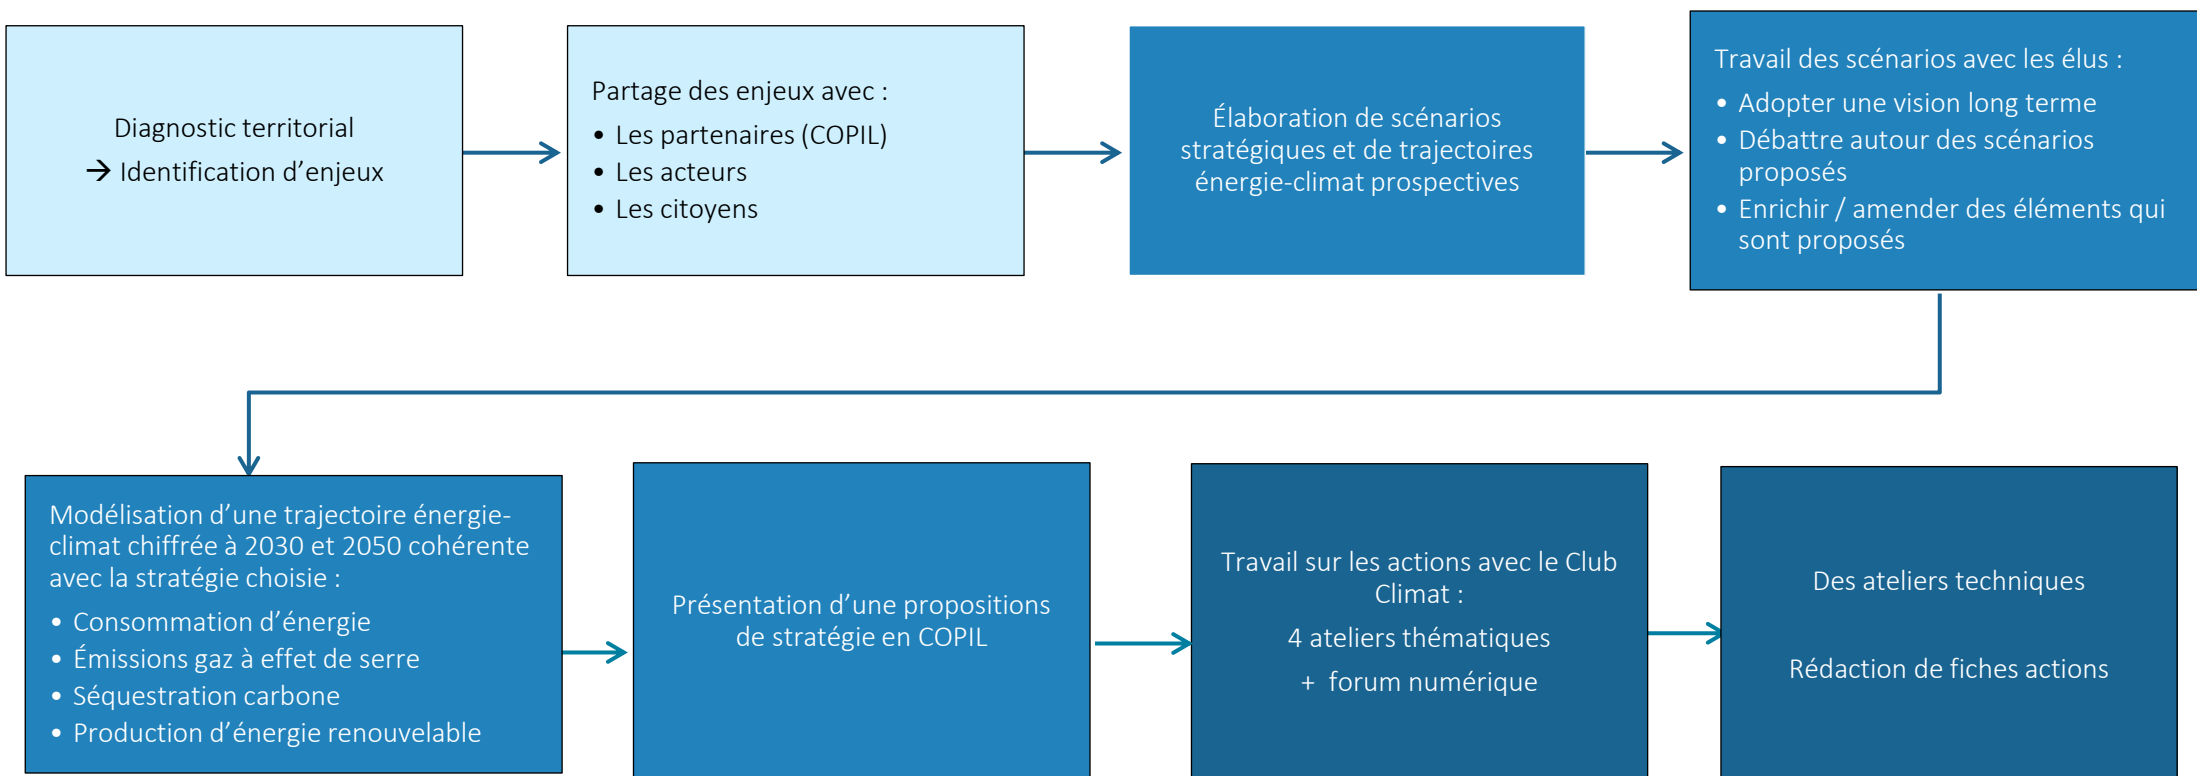 Diagnostic territorial
→ Identification d’enjeux
Partage des enjeux avec :
• Les partenaires (COPIL)
• Les acteurs
• Les citoyens
Élaboration de scénarios
stratégiques et de trajectoires
énergie-climat prospectives
Travail des scénarios avec les élus :
• Adopter une vision long terme
• Débattre autour des scénarios
proposés
• Enrichir / amender des éléments qui
sont proposés
Modélisation d’une trajectoire énergie-
climat chiffrée à 2030 et 2050 cohérente
avec la stratégie choisie :
• Consommation d’énergie
• Émissions gaz à effet de serre
• Séquestration carbone
• Production d’énergie renouvelable
Présentation d’une propositions
de stratégie en COPIL
Travail sur les actions avec le Club
Climat :
4 ateliers thématiques
+ forum numérique
Des ateliers techniques
Rédaction de fiches actions